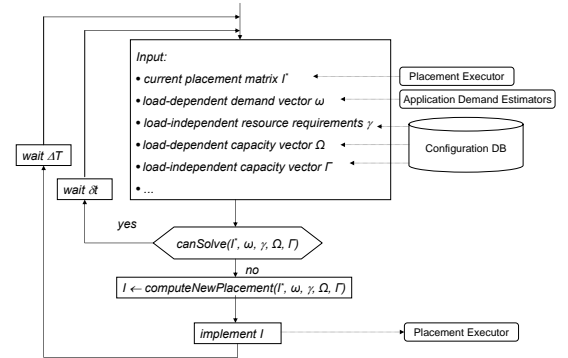 Input:
• current placement matrix I*
Placement Executor
• load-dependent demand vector ω
Application Demand Estimators
• load-independent resource requirements γ
• load-dependent capacity vector Ω
Configuration DB
• load-independent capacity vector Γ
• ...
wait ΔT
wait δt
yes
canSolve(I*, ω, γ, Ω, Γ)
no
I ← computeNewPlacement(I*, ω, γ, Ω, Γ)
implement I
Placement Executor